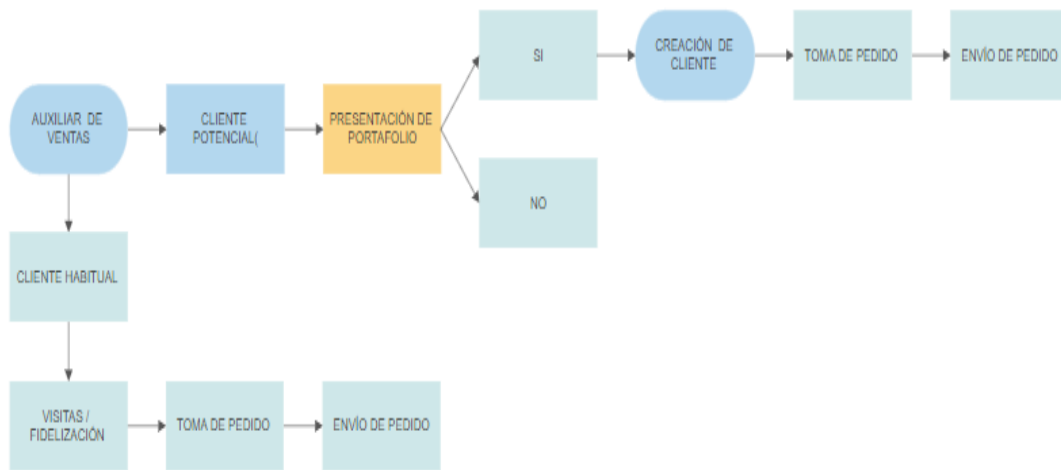 SI
CREACIÓN DE
CLIENTE
TOMA DE PEDIDO
ENVÍO DE PEDIDO
AUXILIAR DE
VENTAS
CLIENTE
POTENCIAL(
PRESENTACIÓN DE
PORTAFOLIO
NO
CLIENTE HABITUAL
VISITAS /
FIDELIZACIÓN
TOMA DE PEDIDO
ENVÍO DE PEDIDO